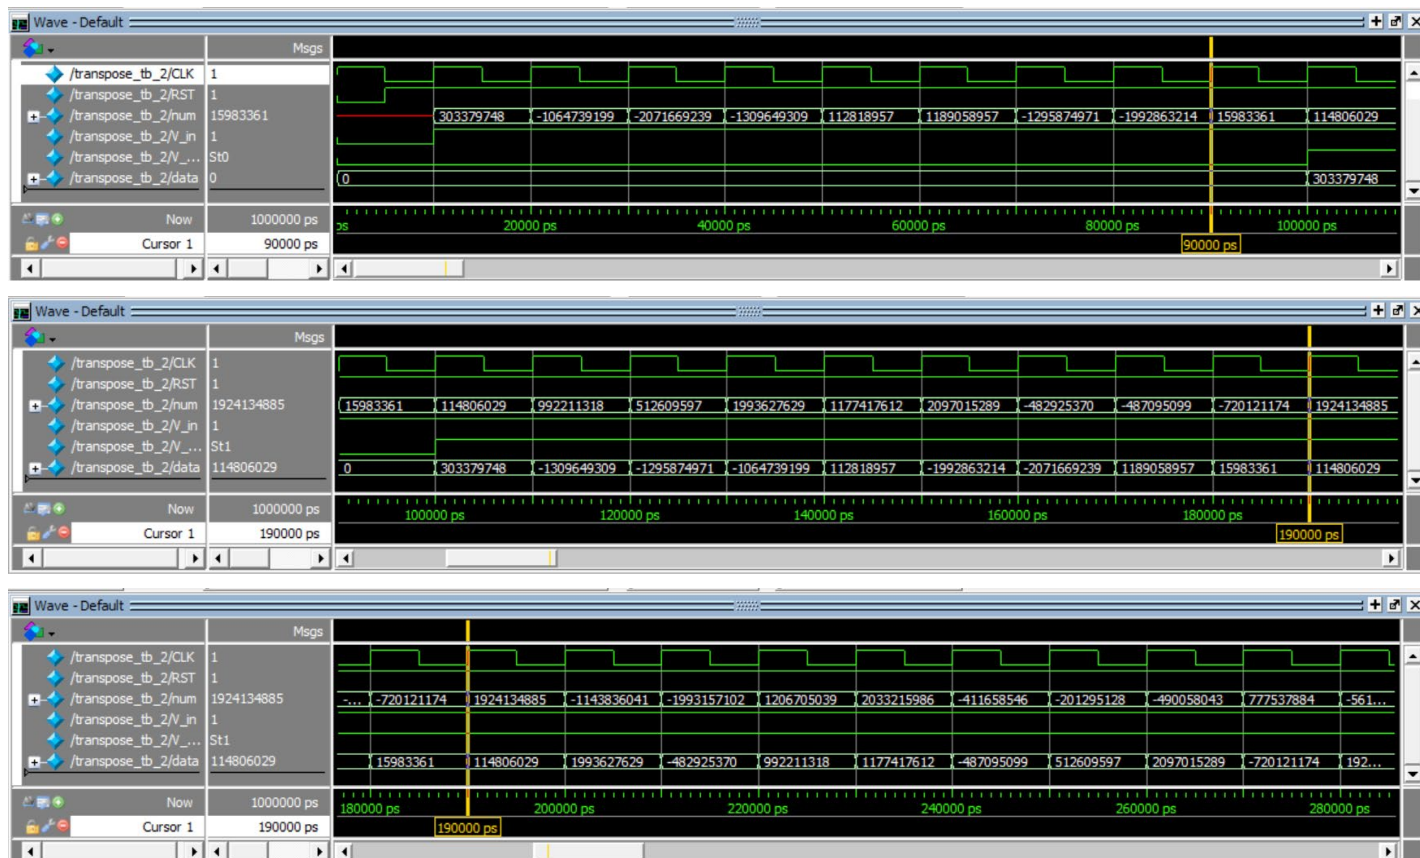 Wave - Default
Msgs
/transpose_tb_2/CLK 1
/transpose_tb_2/RST 1
/transpose_tb_2/num 15983361 303379748 -1064739199 -2071669239 -1309649309 112818957 1189058957 -1295874971 -1992863214 15983361 114806029
/transpose_tb_2/V_in 1
/transpose_tb_2/V_... St0
/transpose_tb_2/data 0 0 303379748
Now 1000000 ps ps 20000 ps 40000 ps 60000 ps 80000 ps 100000 ps
Cursor 1 90000 ps 90000 ps
Wave - Default
Msgs
/transpose_tb_2/CLK 1
/transpose_tb_2/RST 1
/transpose_tb_2/num 1924134885 15983361 114806029 992211318 512609597 1993627629 1177417612 2097015289 -482925370 -487095099 -720121174 1924134885
/transpose_tb_2/V_in 1
/transpose_tb_2/V_... St1
/transpose_tb_2/data 114806029 0 303379748 -1309649309 -1295874971 -1064739199 112818957 -1992863214 -2071669239 1189058957 15983361 114806029
Now 1000000 ps 100000 ps 120000 ps 140000 ps 160000 ps 180000 ps
Cursor 1 190000 ps 190000 ps
Wave - Default
Msgs
/transpose_tb_2/CLK 1
/transpose_tb_2/RST 1
/transpose_tb_2/num 1924134885 -... -720121174 1924134885 -1143836041 -1993157102 1206705039 2033215986 -411658546 -201295128 -490058043 777537884 -561...
/transpose_tb_2/V_in 1
/transpose_tb_2/V_... St1
/transpose_tb_2/data 114806029 15983361 114806029 1993627629 -482925370 992211318 1177417612 -487095099 512609597 2097015289 -720121174 192...
Now 1000000 ps 180000 ps 200000 ps 220000 ps 240000 ps 260000 ps 280000 ps
Cursor 1 190000 ps 190000 ps